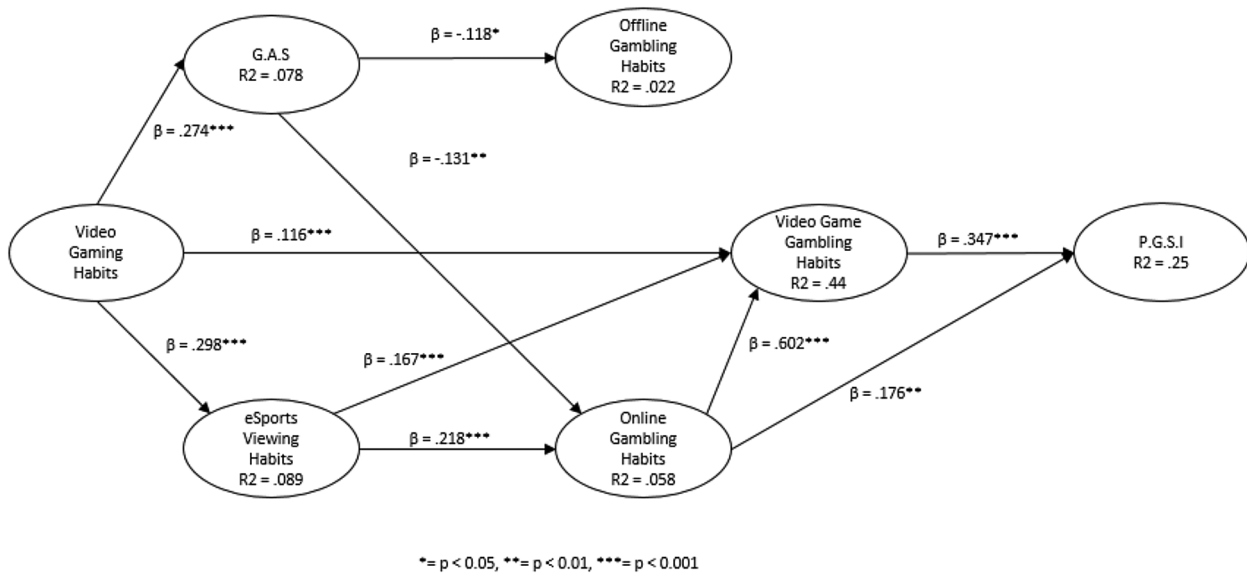 G.A.S
R2 = .078
β = -.118*
Offline
Gambling
Habits
R2 = .022
β = .274***
β = -.131**
Video
Gaming
Habits
β = .116***
Video Game
Gambling
Habits
R2 = .44
β = .347***
P.G.S.I
R2 = .25
β = .298***
β = .167***
β = .602***
β = .176**
eSports
Viewing
Habits
R2 = .089
β = .218***
Online
Gambling
Habits
R2 = .058
*= p < 0.05, **= p < 0.01, ***= p < 0.001